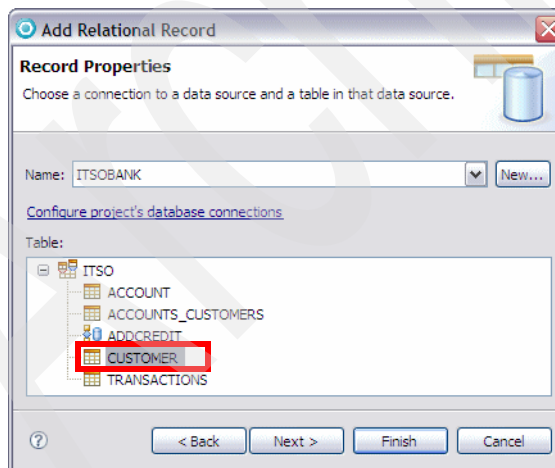 Add Relational Record
Record Properties
Choose a connection to a data source and a table in that data source.
Name: ITSOBANK New...
Configure project's database connections
Table:
ITSO
ACCOUNT
ACCOUNTS_CUSTOMERS
ADDCREDIT
CUSTOMER
TRANSACTIONS
? < Back Next > Finish Cancel